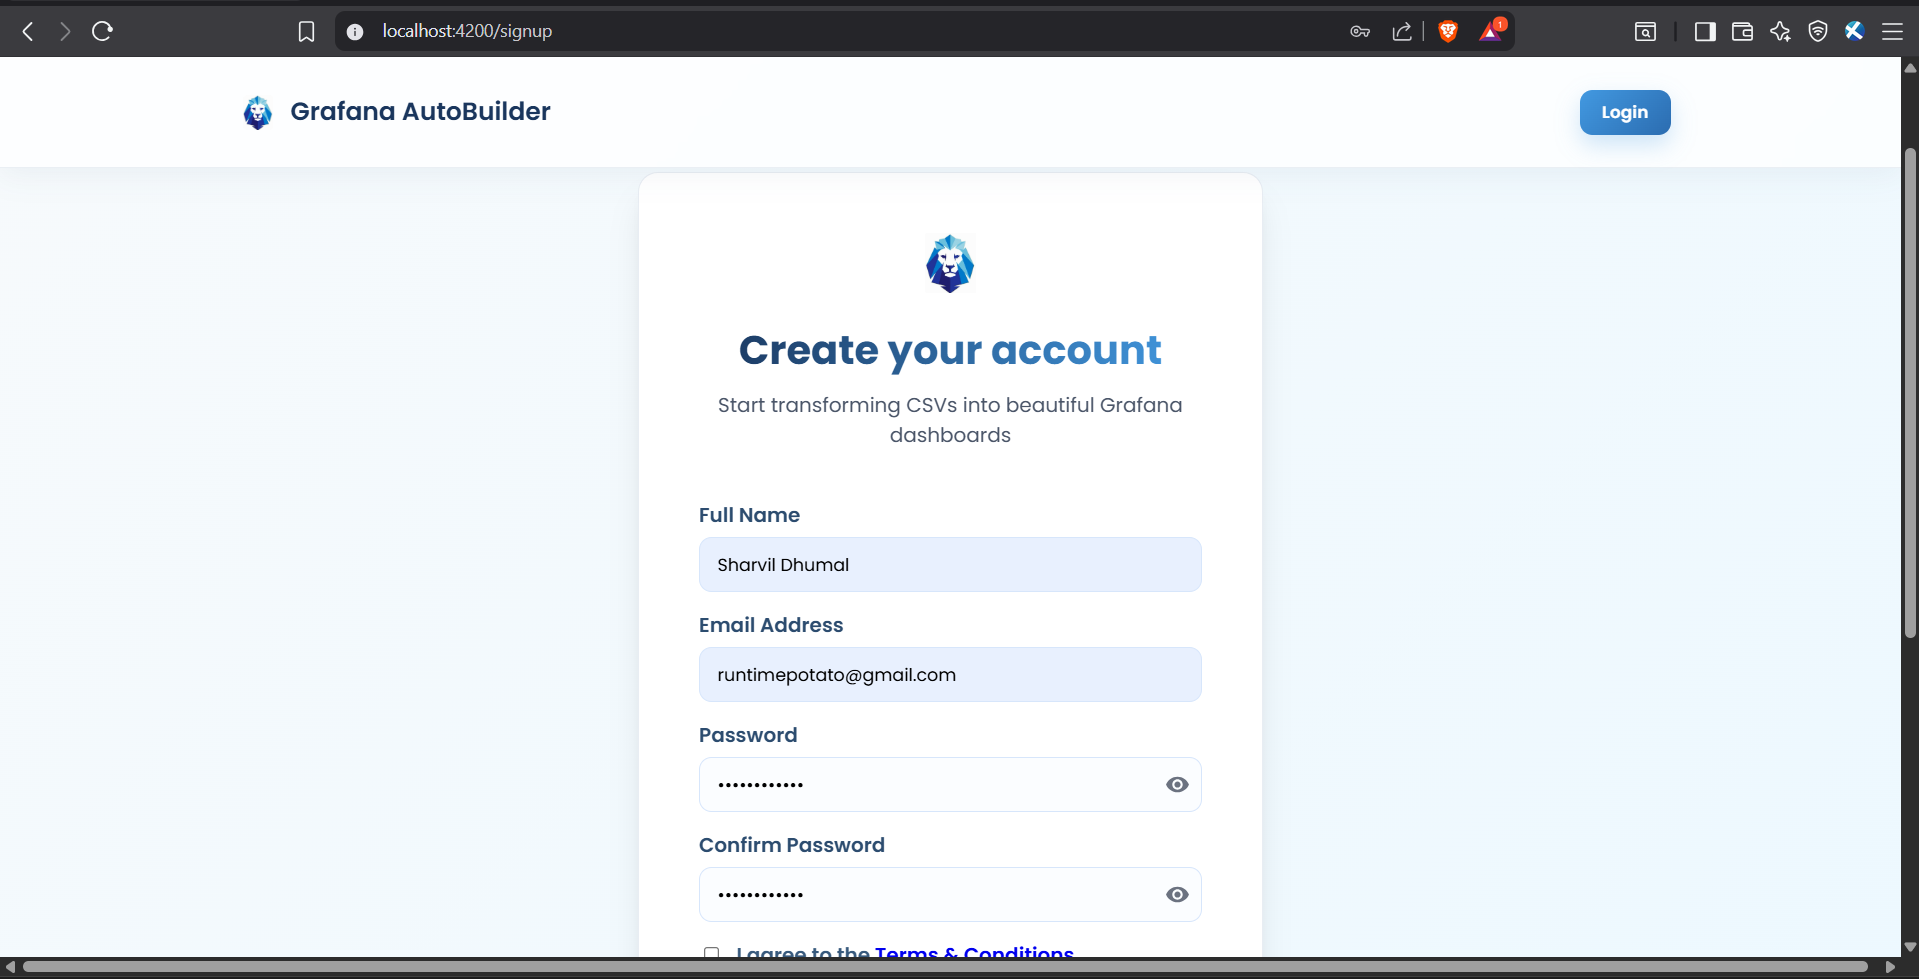 localhost:4200/signup
1
Grafana AutoBuilder
Login
Create your account
Start transforming CSVs into beautiful Grafana
dashboards
Full Name
Sharvil Dhumal
Email Address
runtimepotato@gmail.com
Password
••••••••••••
Confirm Password
••••••••••••
I agree to the Terms & Conditions